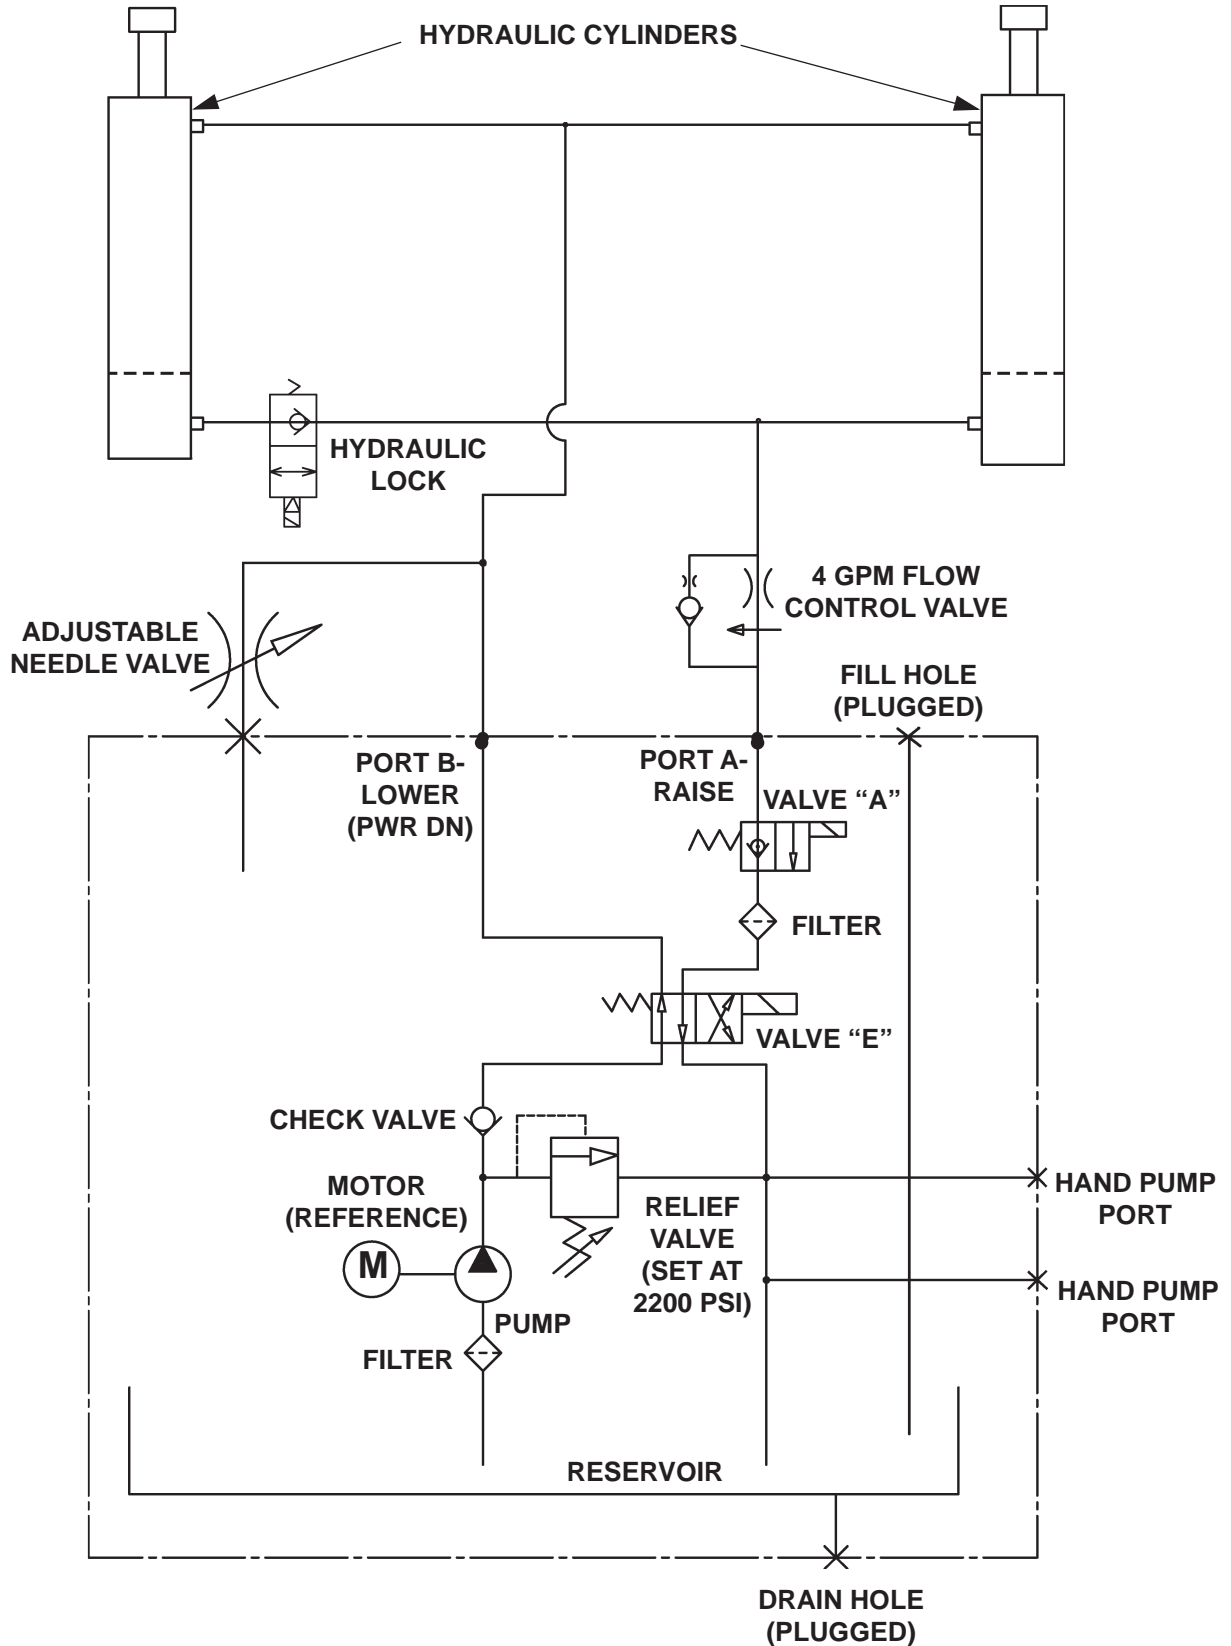 HYDRAULIC CYLINDERS
HYDRAULIC
LOCK
4 GPM FLOW
CONTROL VALVE
ADJUSTABLE
NEEDLE VALVE
FILL HOLE
(PLUGGED)
PORT B-
LOWER
(PWR DN)
PORT A-
RAISE
VALVE “A”
FILTER
VALVE “E”
CHECK VALVE
MOTOR
(REFERENCE)
M
RELIEF
VALVE
(SET AT
2200 PSI)
HAND PUMP
PORT
HAND PUMP
PORT
PUMP
FILTER
RESERVOIR
DRAIN HOLE
(PLUGGED)